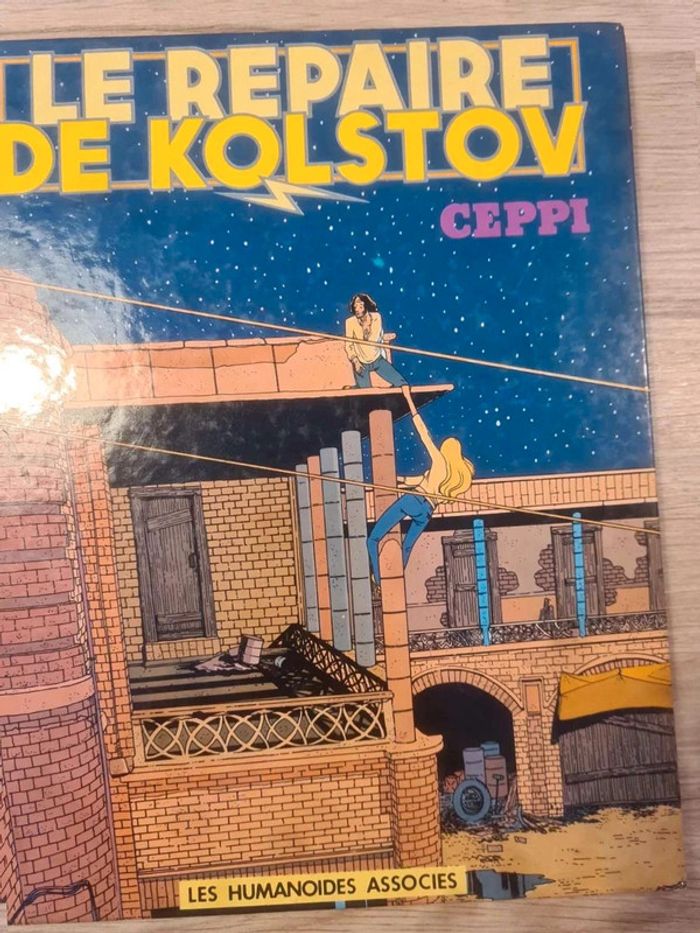 LE REPAIRE
DE KOLSTOV
CEPPI
LES HUMANOIDES ASSOCIES